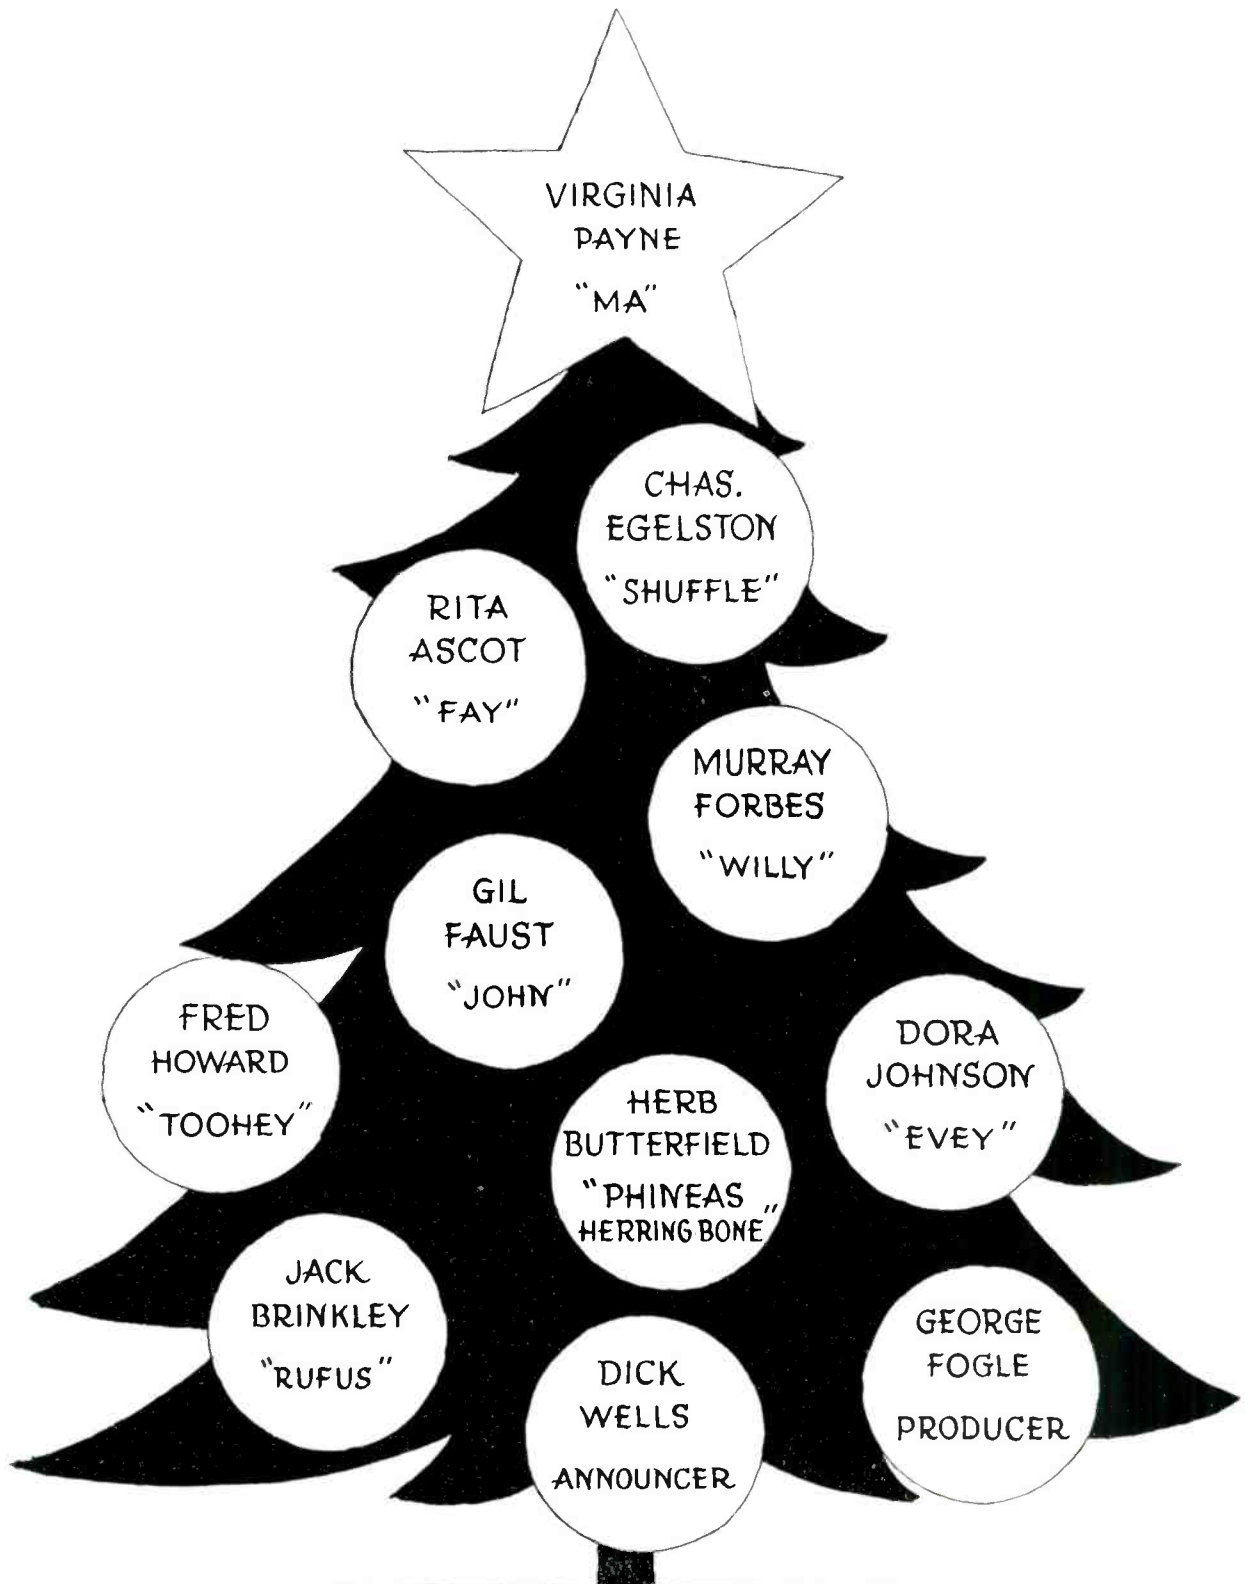 VIRGINIA
PAYNE
"MA"
CHAS.
EGELSTON
"SHUFFLE"
RITA
ASCOT
"FAY"
MURRAY
FORBES
"WILLY"
GIL
FAUST
"JOHN"
FRED
HOWARD
"TOOHEY"
DORA
JOHNSON
"EVEY"
HERB
BUTTERFIELD
"PHINEAS
HERRING BONE"
JACK
BRINKLEY
"RUFUS"
GEORGE
FOGLE
PRODUCER
DICK
WELLS
ANNOUNCER